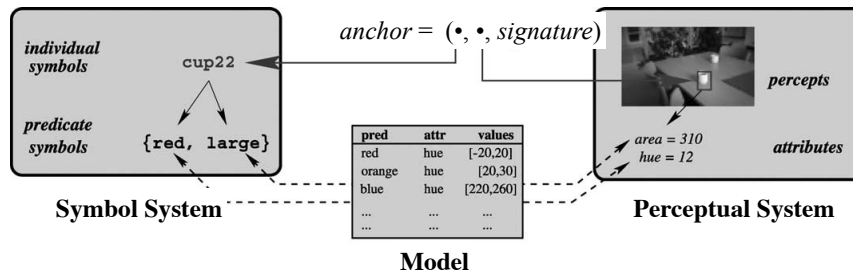 anchor = (•, •, signature)
individual
symbols
cup22
predicate
symbols
{red, large}
Symbol System
pred attr values
red hue [-20,20]
orange hue [20,30]
blue hue [220,260]
... ... ...
... ... ...
Model
percepts
area = 310
hue = 12
attributes
Perceptual System